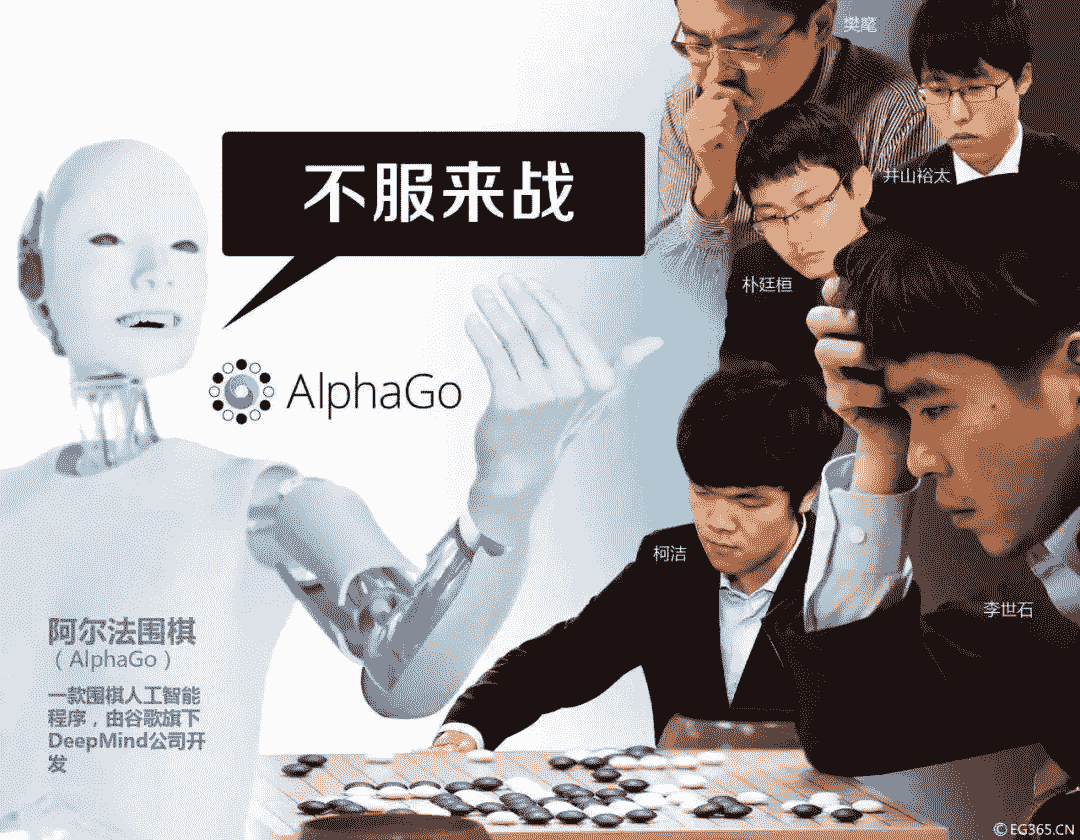 樊麾
井山裕太
不服来战
朴廷桓
AlphaGo
柯洁
李世石
阿尔法围棋
（AlphaGo）
一款围棋人工智能
程序，由谷歌旗下
DeepMind公司开
发
©EG365.CN